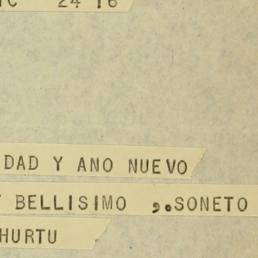 24 16
DAD Y ANO NUEVO
BELLISIMO ,.SONETO
HURTU